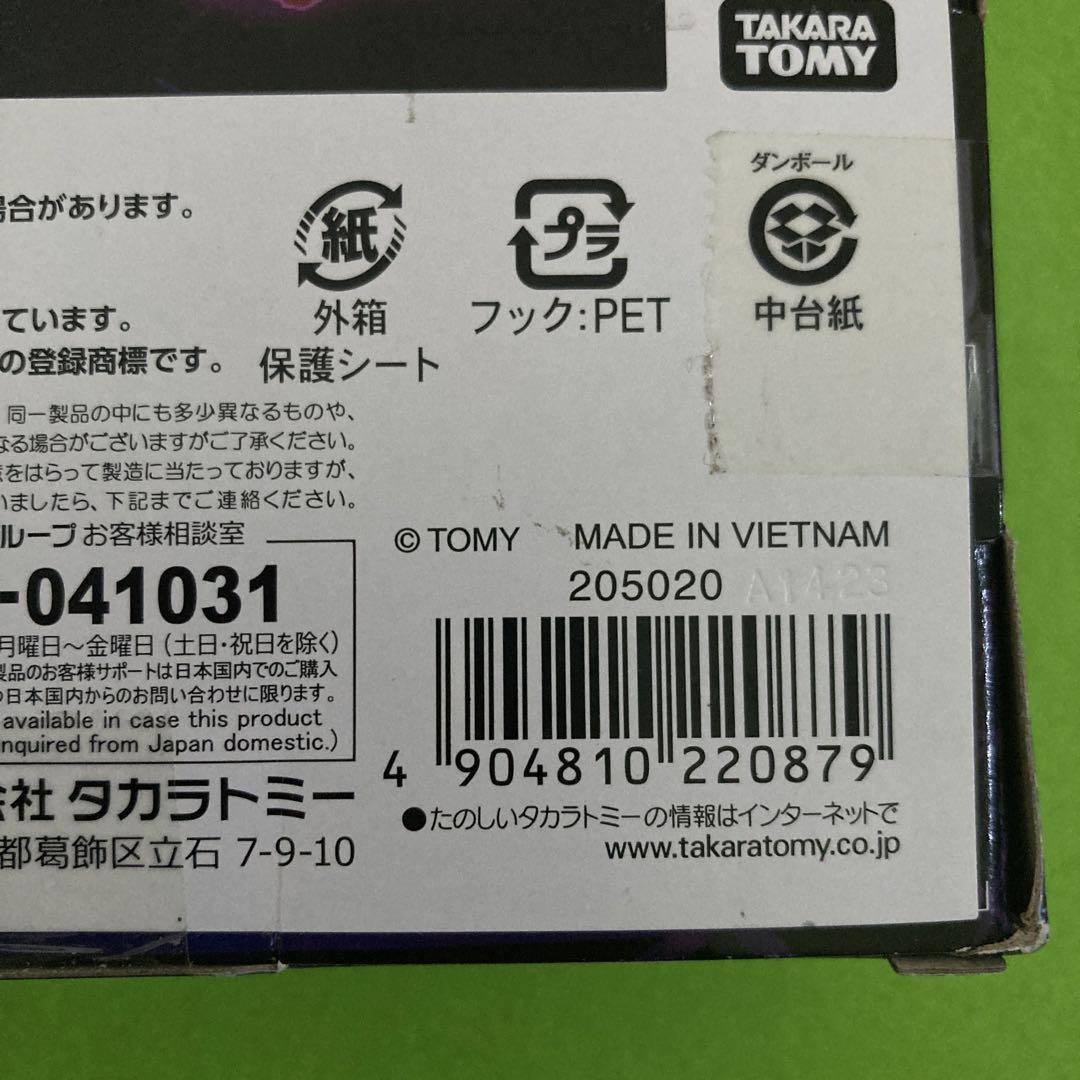 TAKARA
TOMY
場合があります。
ています。
の登録商標です。
紙
外箱
保護シート
プラ
フック:PET
ダンボール
中台紙
同一製品の中にも多少異なるものや、
なる場合がございますがご了承ください。
をはらって製造に当たっておりますが、
いましたら、下記までご連絡ください。
ループ お客様相談室
-041031
月曜日〜金曜日(土日・祝日を除く)
製品のお客様サポートは日本国内でのご購入
日本国内からのお問い合わせに限ります。
available in case this product
inquired from Japan domestic.)
会社 タカラトミー
都葛飾区立石 7-9-10
© TOMY MADE IN VIETNAM
205020 A1423
4 904810 220879
●たのしいタカラトミーの情報はインターネットで
www.takaratomy.co.jp